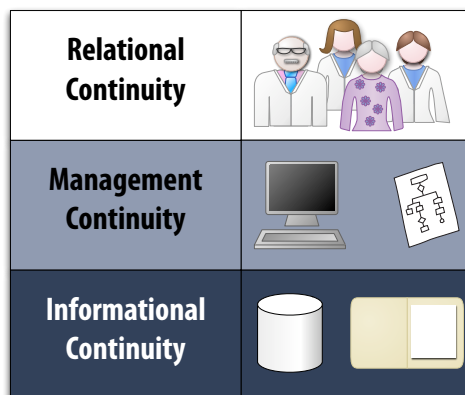 Relational
Continuity
Management
Continuity
Informational
Continuity